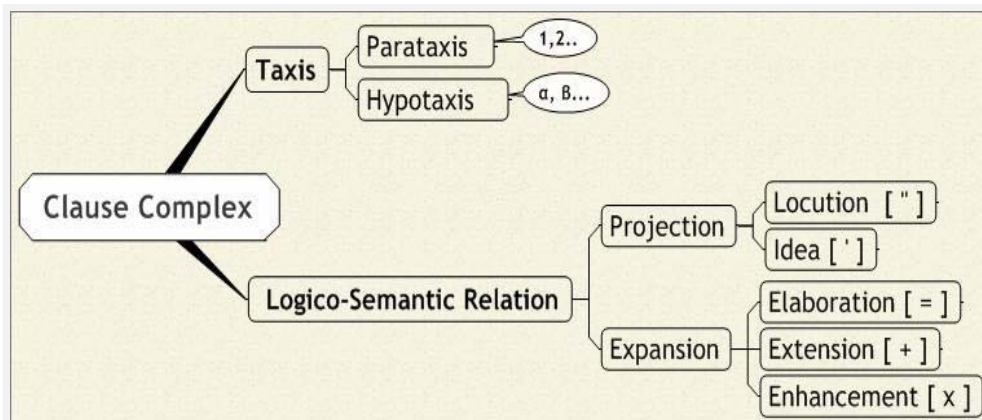 Parataxis
1,2..
Taxis
Hypotaxis
α, B...
Clause Complex
Locution [ " ]
Projection
Idea [ ' ]
Logico-Semantic Relation
Elaboration [ = ]
Expansion
Extension [ + ]
Enhancement [ x ]